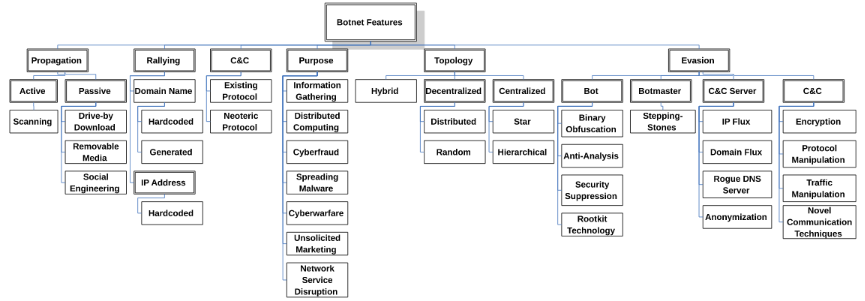 Botnet Features
Propagation
Rallying
C&C
Purpose
Topology
Evasion
Active
Passive
Domain Name
Existing
Protocol
Information
Gathering
Hybrid
Decentralized
Centralized
Bot
Botmaster
C&C Server
C&C
Scanning
Drive-by
Download
Hardcoded
Neoteric
Protocol
Distributed
Computing
Distributed
Star
Binary
Obfuscation
Stepping-
Stones
IP Flux
Encryption
Removable
Media
Generated
Cyberfraud
Random
Hierarchical
Anti-Analysis
Domain Flux
Protocol
Manipulation
Social
Engineering
IP Address
Spreading
Malware
Security
Suppression
Rogue DNS
Server
Traffic
Manipulation
Hardcoded
Cyberwarfare
Rootkit
Technology
Anonymization
Novel
Communication
Techniques
Unsolicited
Marketing
Network
Service
Disruption